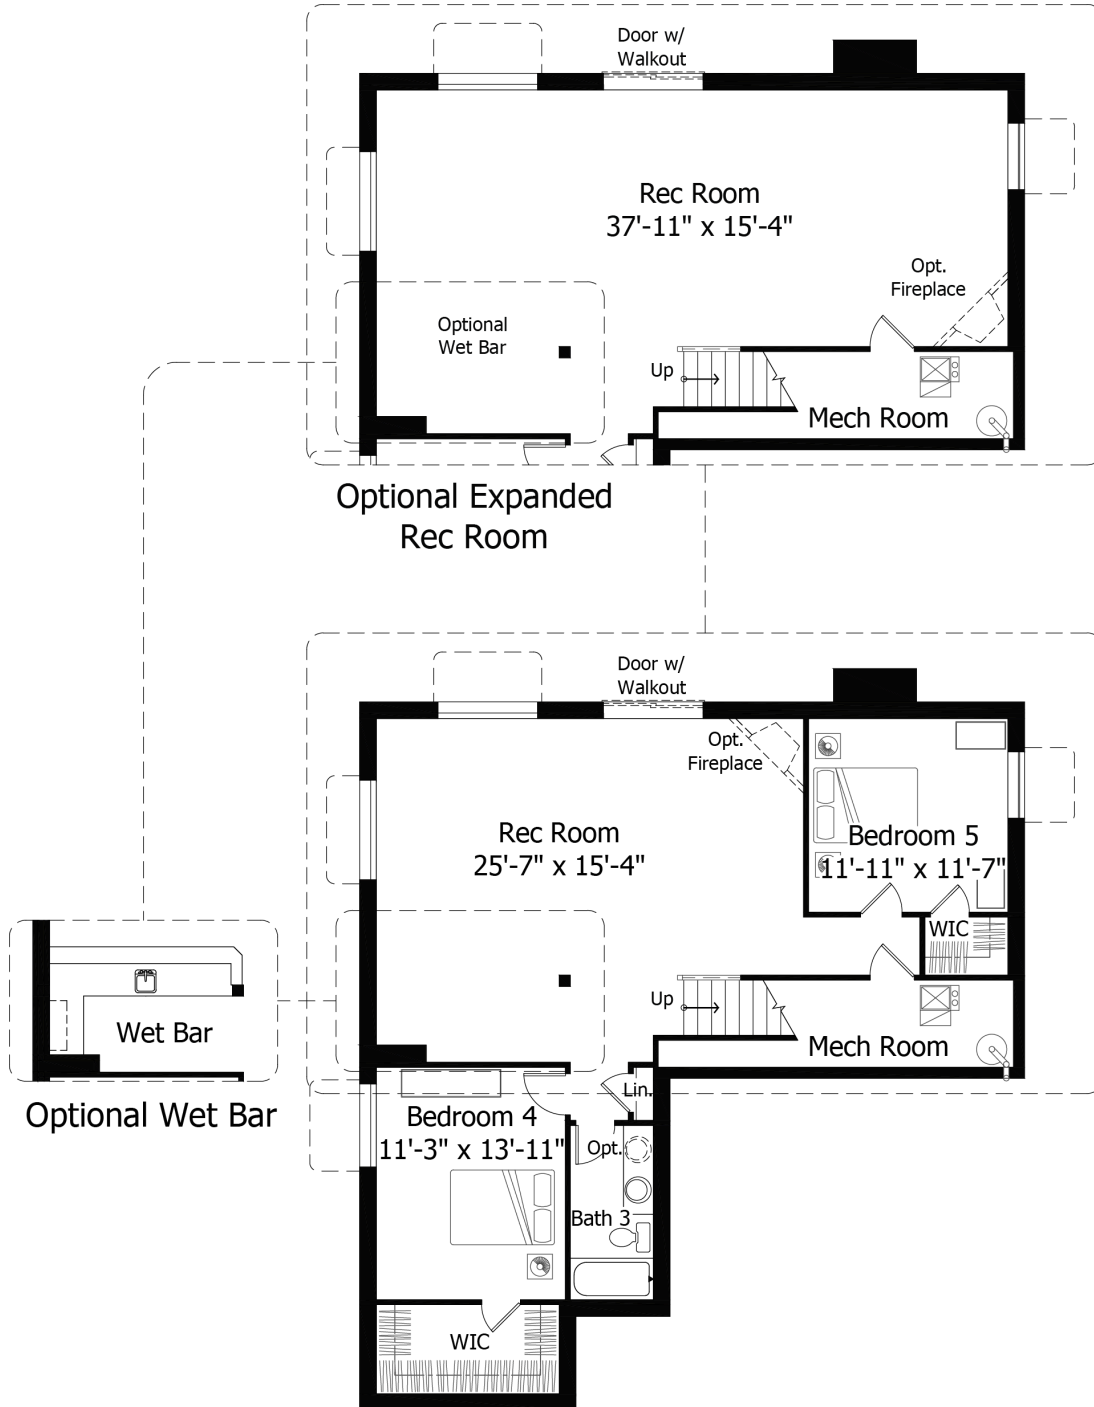 Door w/
Walkout
Rec Room
37'-11" x 15'-4"
Opt.
Fireplace
Optional
Wet Bar
Up
Mech Room
Optional Expanded
Rec Room
Door w/
Walkout
Opt.
Fireplace
Rec Room
25'-7" x 15'-4"
Bedroom 5
11'-11" x 11'-7"
WIC
Up
Mech Room
Wet Bar
Optional Wet Bar
Lin.
Bedroom 4
11'-3" x 13'-11"
Opt.
Bath 3
WIC